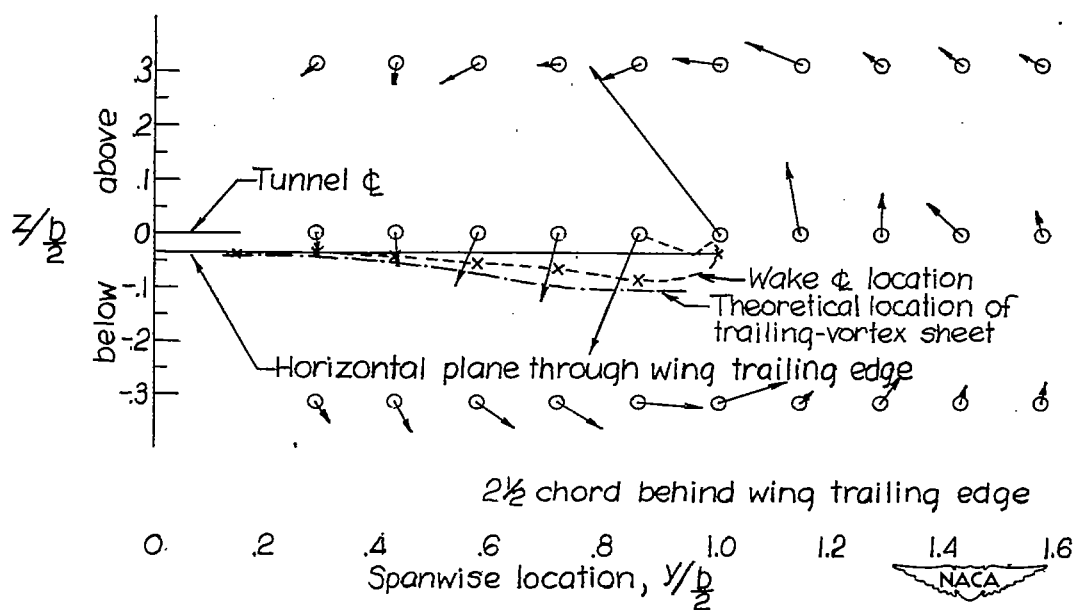 .3
.2
above
.1
Tunnel ℄
Z/b/2
0
Wake ℄ location
-.1
Theoretical location of
trailing-vortex sheet
below
-.2
Horizontal plane through wing trailing edge
-.3
2½ chord behind wing trailing edge
0. .2 .4 .6 .8 1.0 1.2 1.4 1.6
Spanwise location, y/b/2
NACA